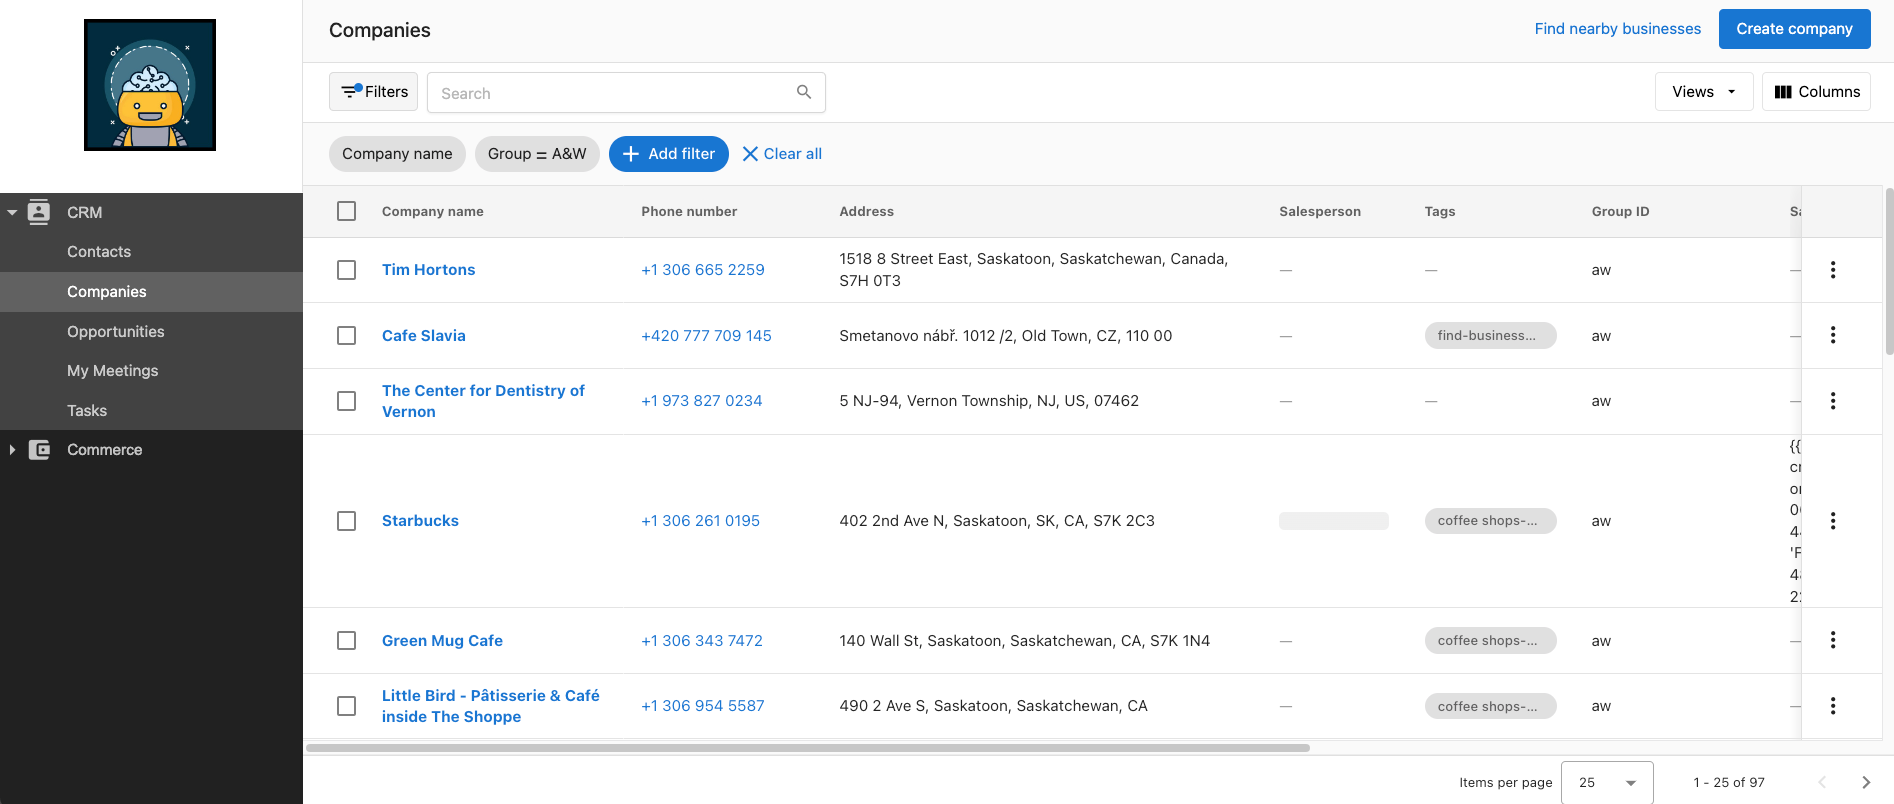 Companies
Find nearby businesses
Create company
Filters
Search
Views
Columns
Company name
Group = A&W
Add filter
Clear all
CRM
Contacts
Companies
Opportunities
My Meetings
Tasks
Commerce
Company name Phone number Address Salesperson Tags Group ID
Tim Hortons +1 306 665 2259 1518 8 Street East, Saskatoon, Saskatchewan, Canada,
S7H 0T3 — — aw —
Cafe Slavia +420 777 709 145 Smetanovo nábř. 1012 /2, Old Town, CZ, 110 00 — find-business... aw —
The Center for Dentistry of
Vernon +1 973 827 0234 5 NJ-94, Vernon Township, NJ, US, 07462 — — aw —
Starbucks +1 306 261 0195 402 2nd Ave N, Saskatoon, SK, CA, S7K 2C3 coffee shops-... aw
{{
Green Mug Cafe +1 306 343 7472 140 Wall St, Saskatoon, Saskatchewan, CA, S7K 1N4 — coffee shops-... aw —
Little Bird - Pâtisserie & Café
inside The Shoppe +1 306 954 5587 490 2 Ave S, Saskatoon, Saskatchewan, CA — coffee shops-... aw —
Items per page 25 1 - 25 of 97